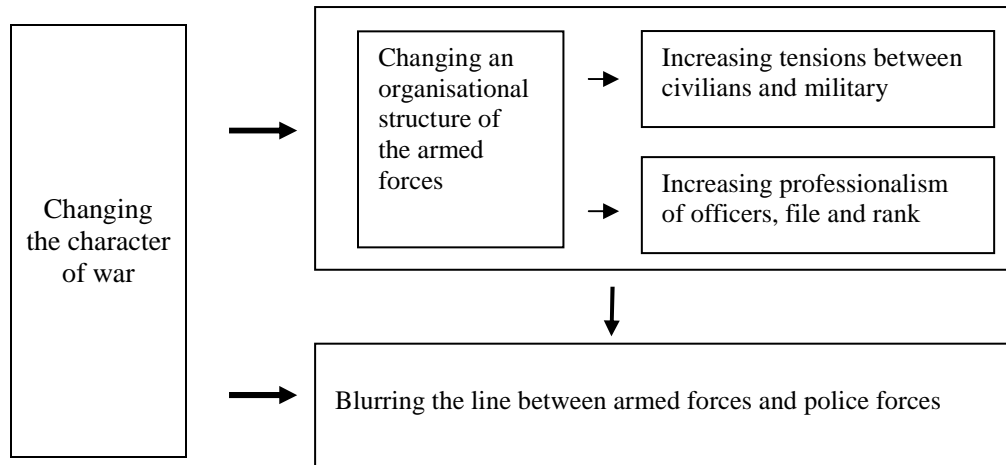 Changing
the character
of war
Changing an
organisational
structure of
the armed
forces
Increasing tensions between
civilians and military
Increasing professionalism
of officers, file and rank
Blurring the line between armed forces and police forces